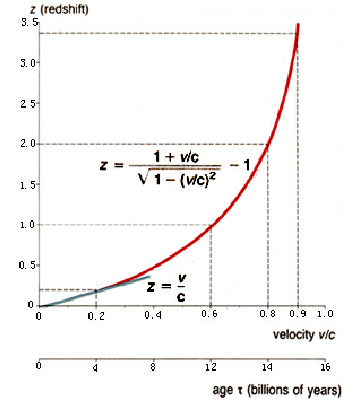 z (redshift)
3.5
3.0
2.5
2.0
z = 1 + v/c / √1 – (v/c)² – 1
1.5
1.0
0.5
z = v/c
0
0 0.2 0.4 0.6 0.8 0.9 1.0
velocity v/c
0 4 8 12 14 16
age τ (billions of years)